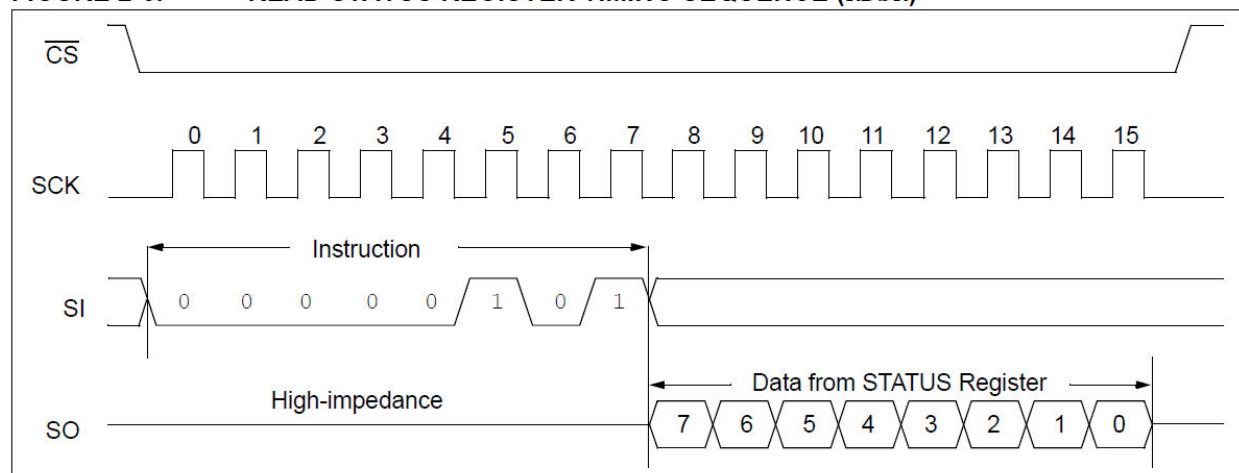 CS
0 1 2 3 4 5 6 7 8 9 10 11 12 13 14 15
SCK
Instruction
SI 0 0 0 0 0 1 0 1
Data from STATUS Register
High-impedance
SO 7 6 5 4 3 2 1 0